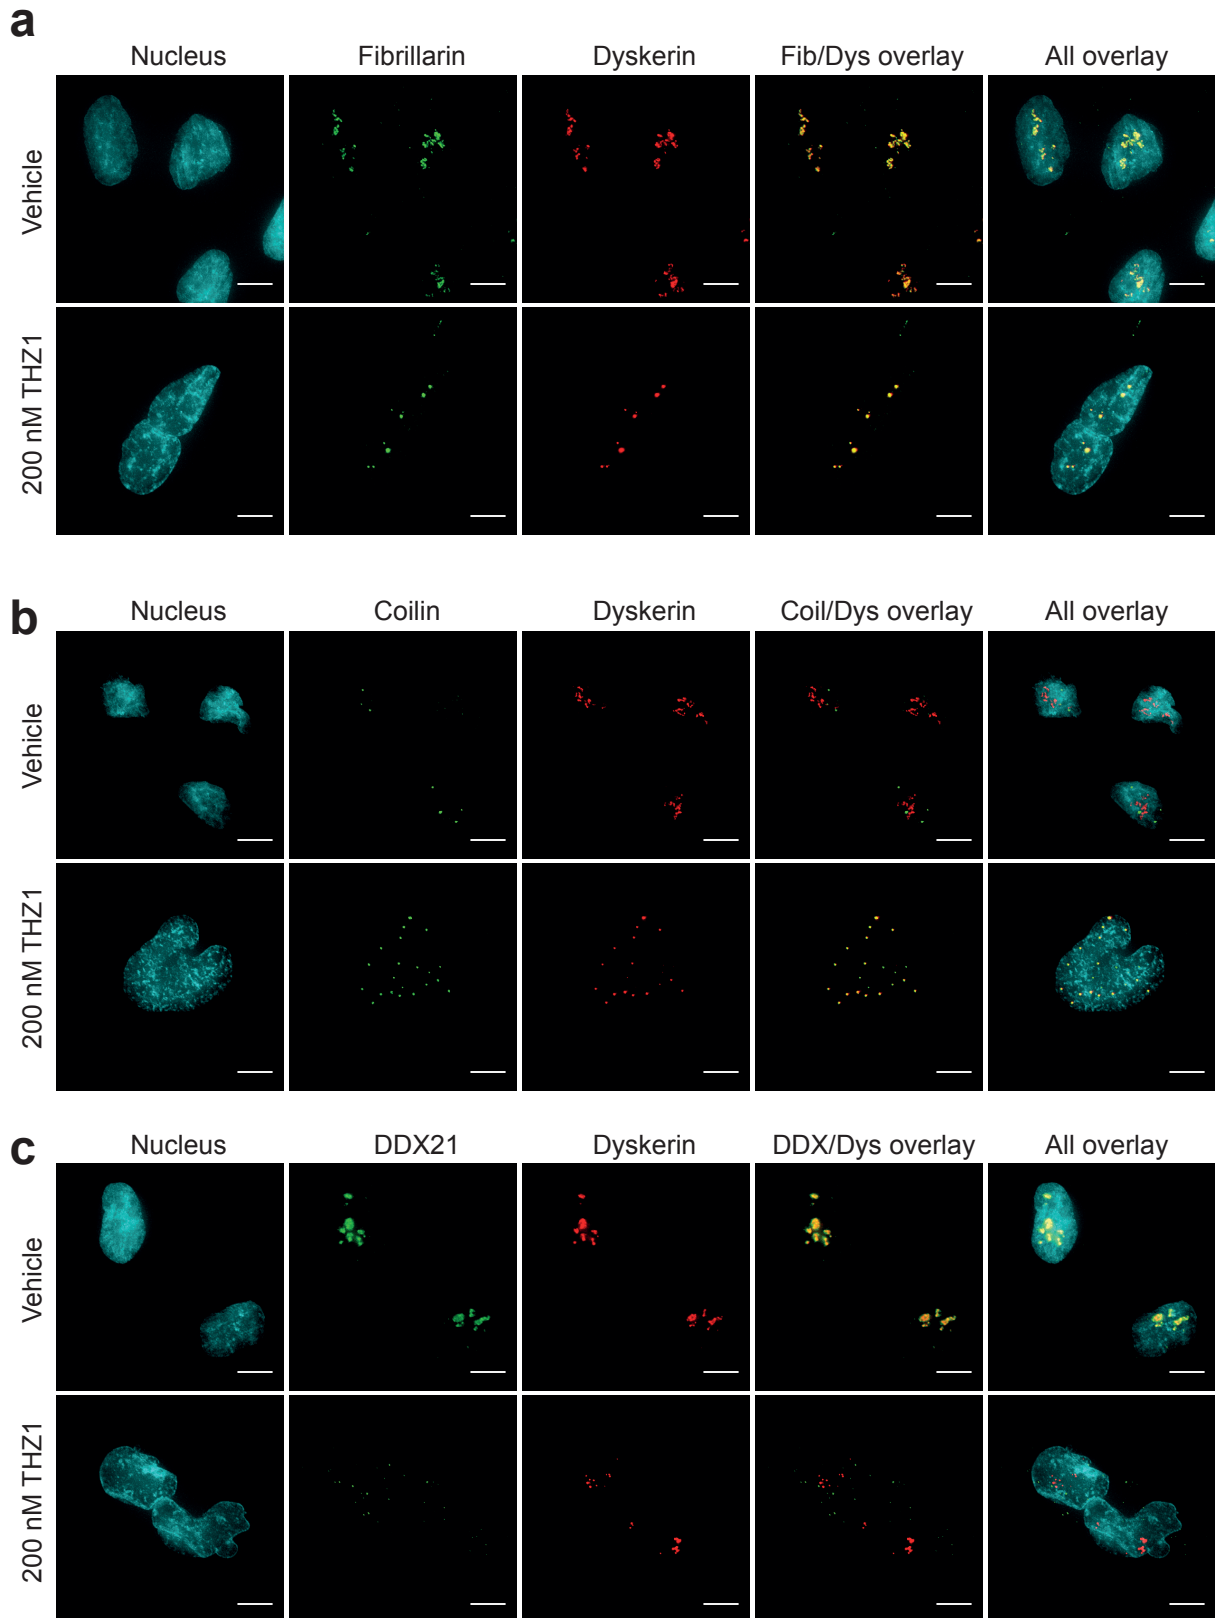 a
Nucleus Fibrillarin Dyskerin Fib/Dys overlay All overlay
Vehicle
200 nM THZ1
b
Nucleus Coilin Dyskerin Coil/Dys overlay All overlay
Vehicle
200 nM THZ1
c
Nucleus DDX21 Dyskerin DDX/Dys overlay All overlay
Vehicle
200 nM THZ1